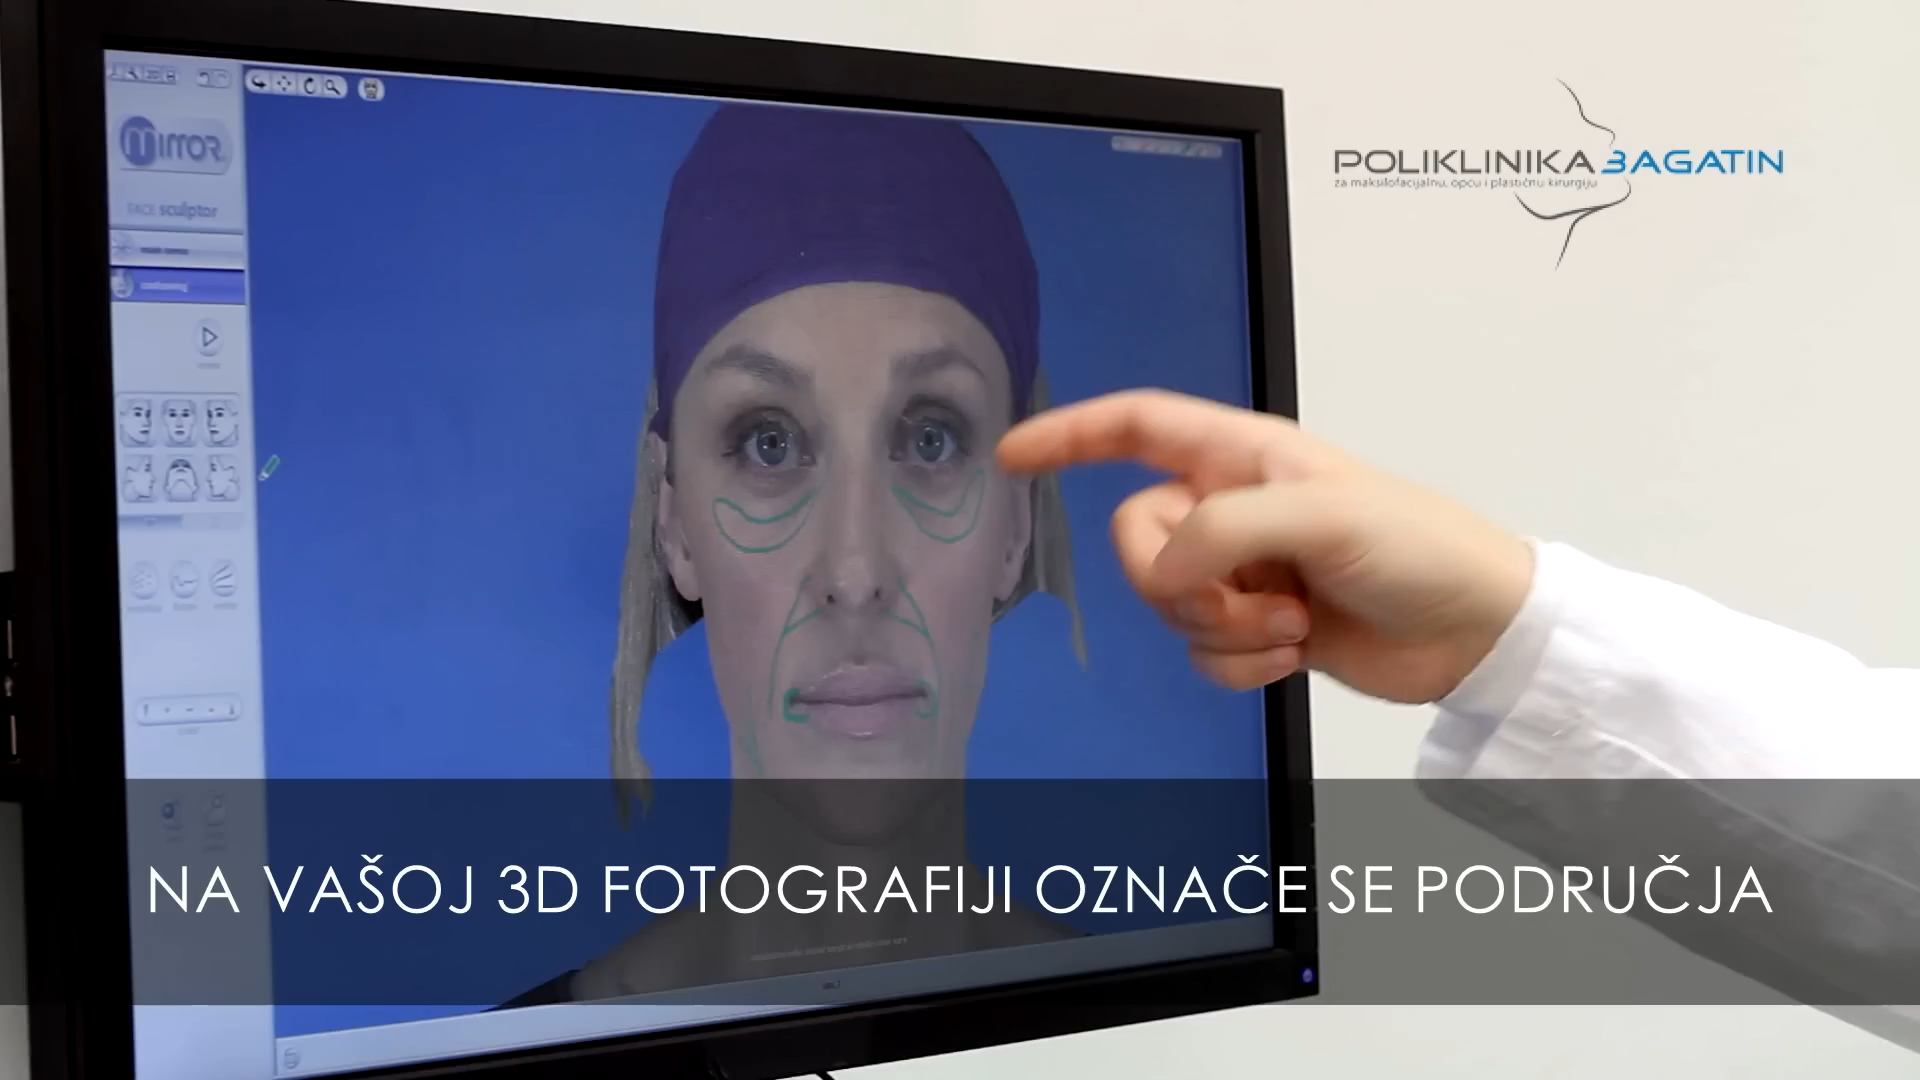 mirror
FACE sculptor
POLIKLINIKA BAGATIN
za maksilofacijalnu, opću i plastičnu kirurgiju
NA VAŠOJ 3D FOTOGRAFIJI OZNAČE SE PODRUČJA